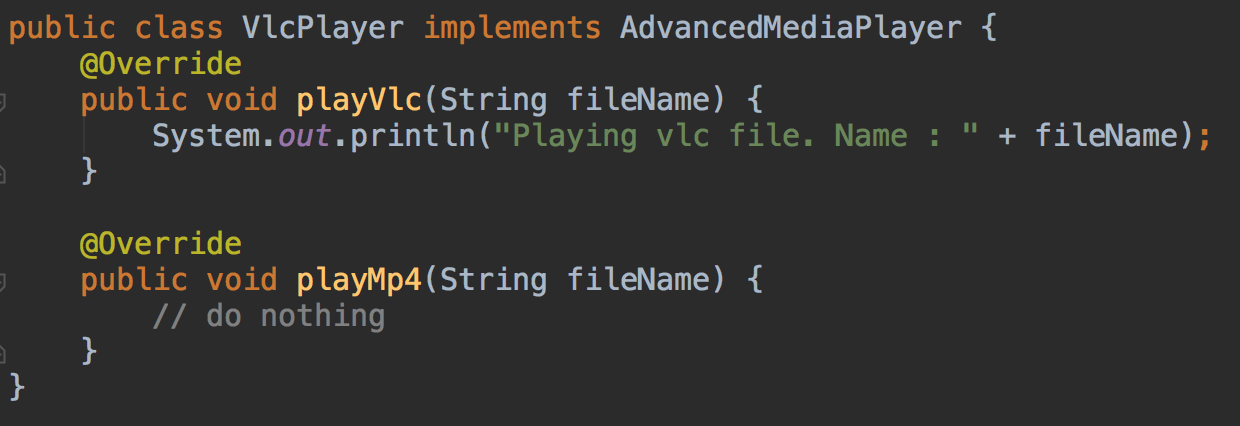 public class VlcPlayer implements AdvancedMediaPlayer {
    @Override
    public void playVlc(String fileName) {
        System.out.println("Playing vlc file. Name : " + fileName);
    }

    @Override
    public void playMp4(String fileName) {
        // do nothing
    }
}